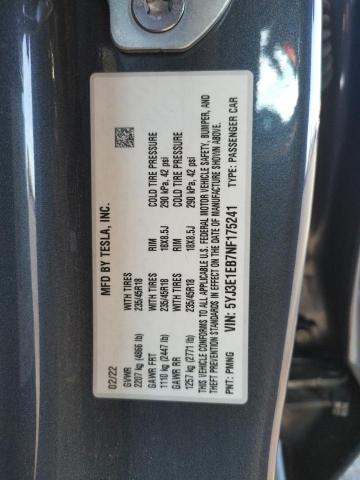 MFD BY TESLA, INC.
02/22
GVWR
2207 kg (4866 lb)
WITH TIRES
235/45R18
RIM
18X8.5J
COLD TIRE PRESSURE
290 kPa, 42 psi
GAWR FRT
1110 kg (2447 lb)
GAWR RR
1257 kg (2771 lb)
WITH TIRES
235/45R18
RIM
18X8.5J
COLD TIRE PRESSURE
290 kPa, 42 psi
THIS VEHICLE CONFORMS TO ALL APPLICABLE U.S. FEDERAL MOTOR VEHICLE SAFETY, BUMPER, AND
THEFT PREVENTION STANDARDS IN EFFECT ON THE DATE OF MANUFACTURE SHOWN ABOVE.
VIN: 5YJ3E1EB7NF175241
TYPE: PASSENGER CAR
PNT: PMNG